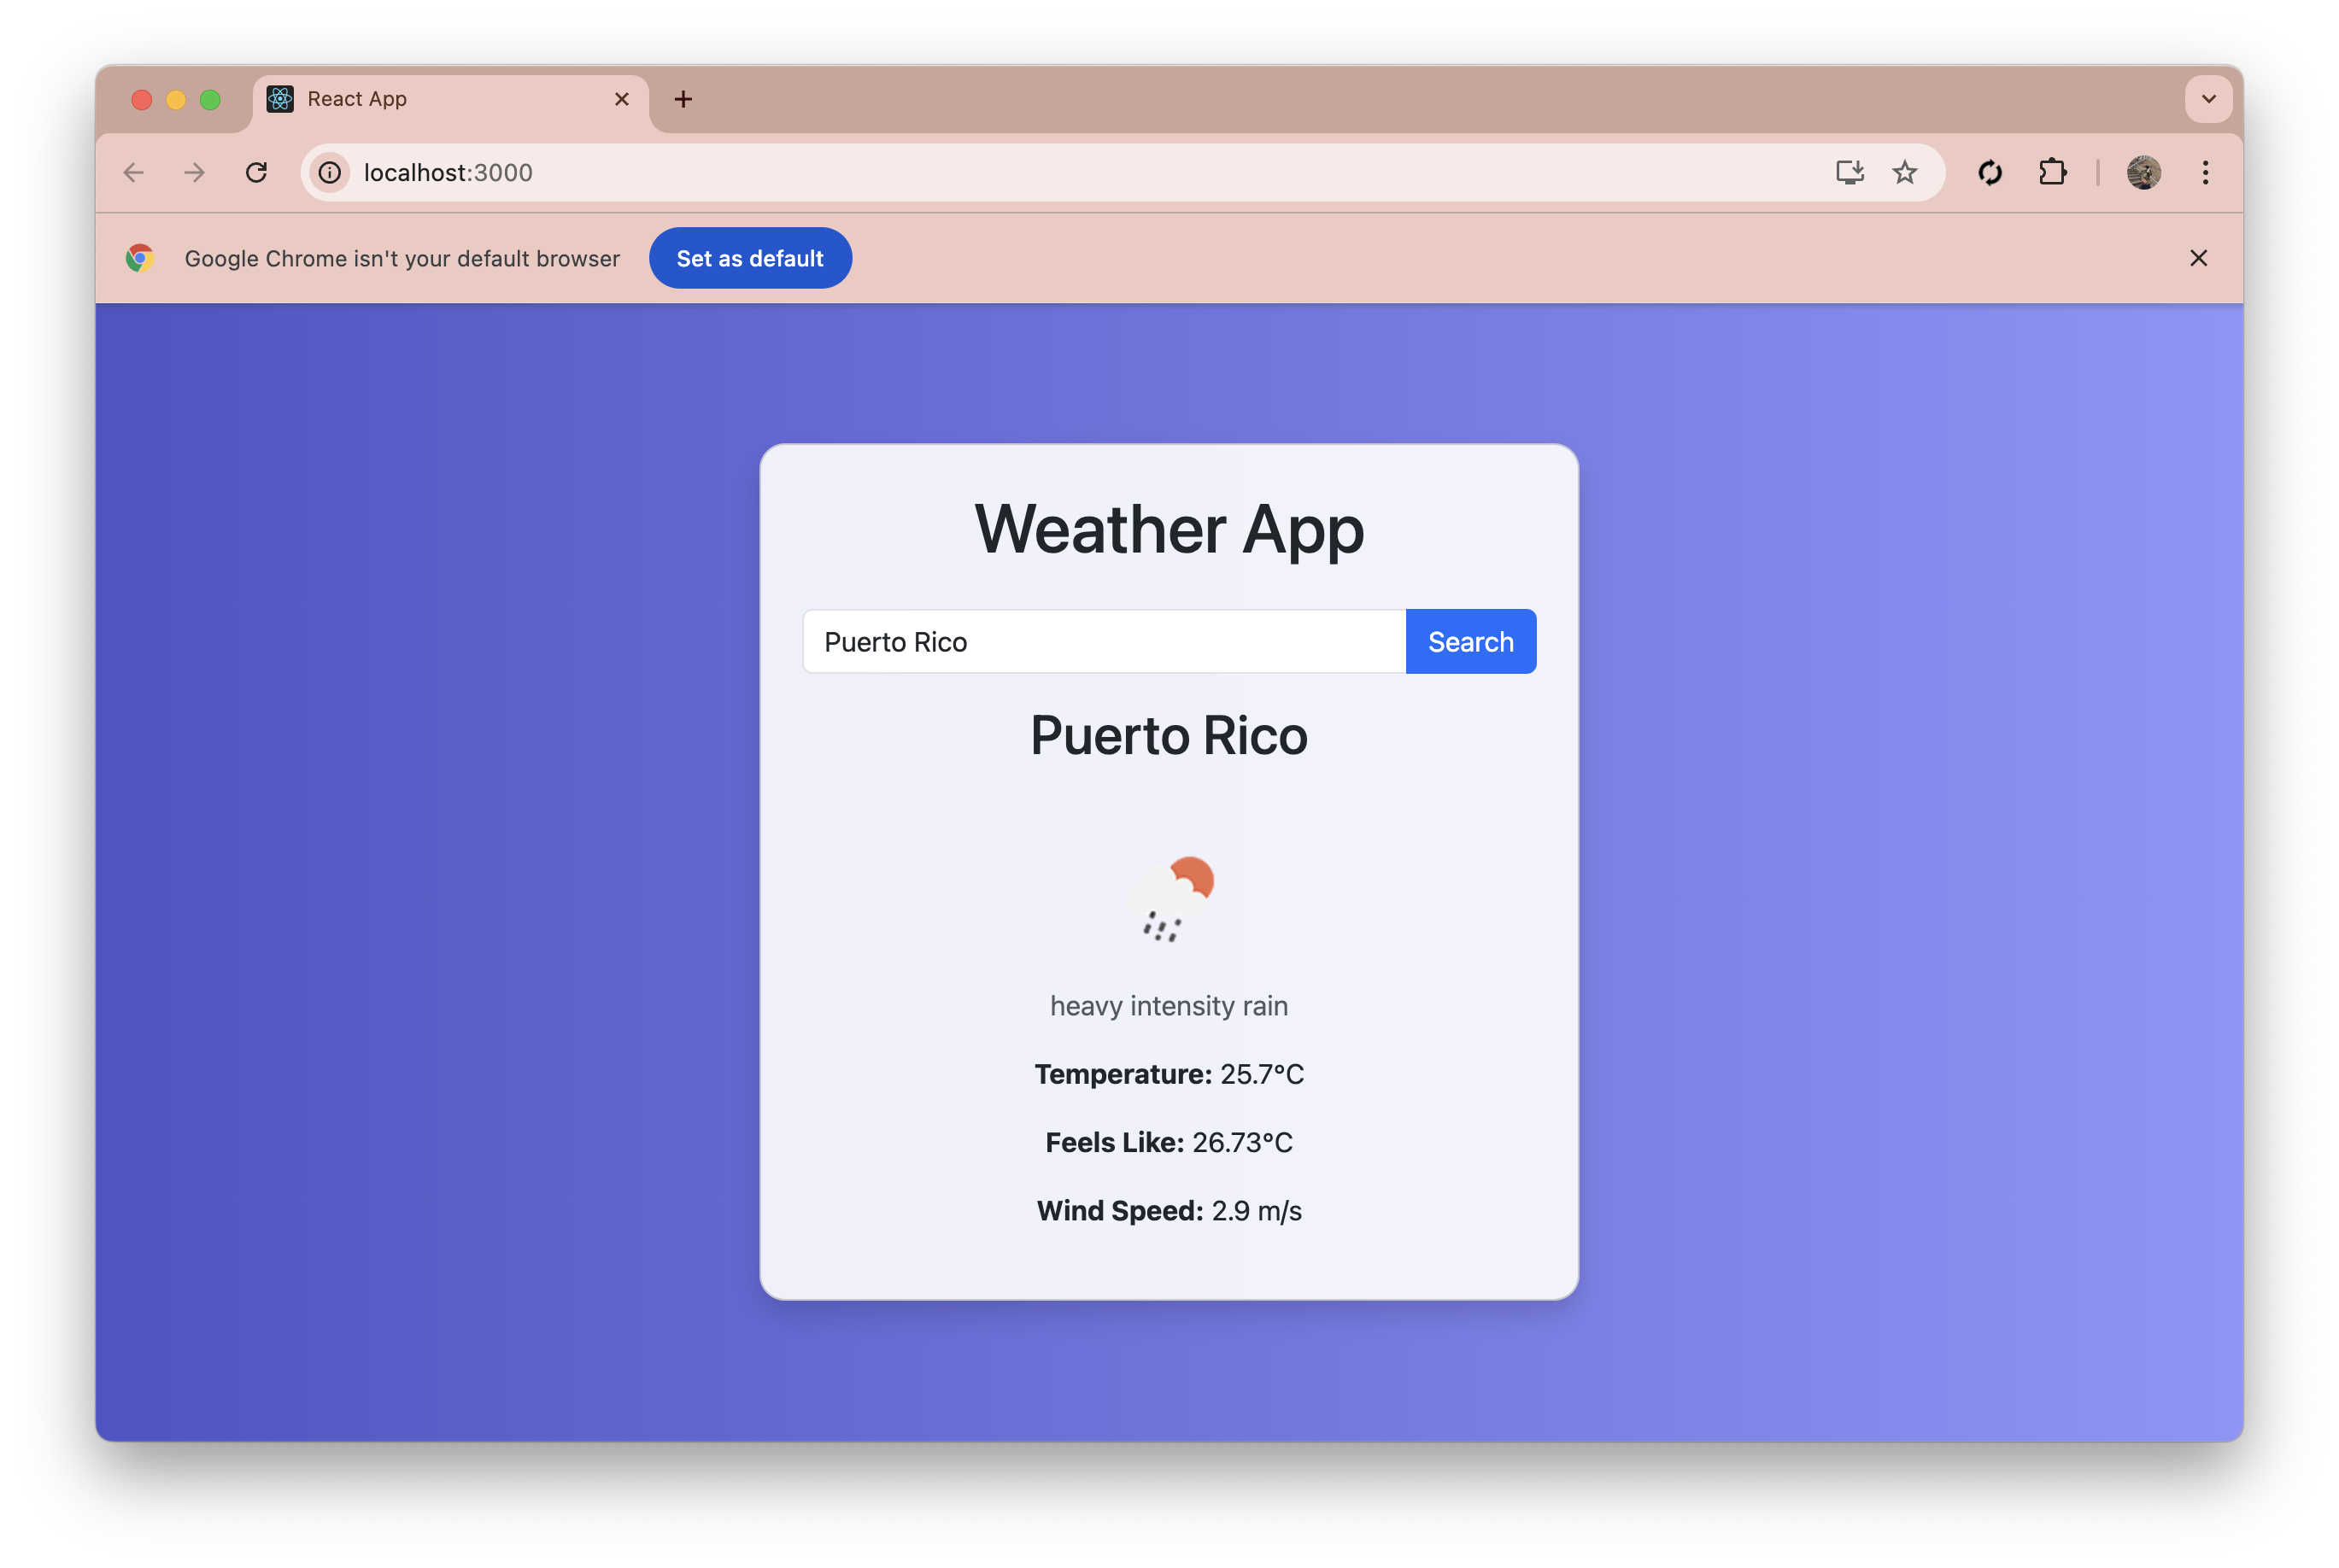 React App
localhost:3000
Google Chrome isn't your default browser Set as default
Weather App
Puerto Rico Search
Puerto Rico
heavy intensity rain
Temperature: 25.7°C
Feels Like: 26.73°C
Wind Speed: 2.9 m/s